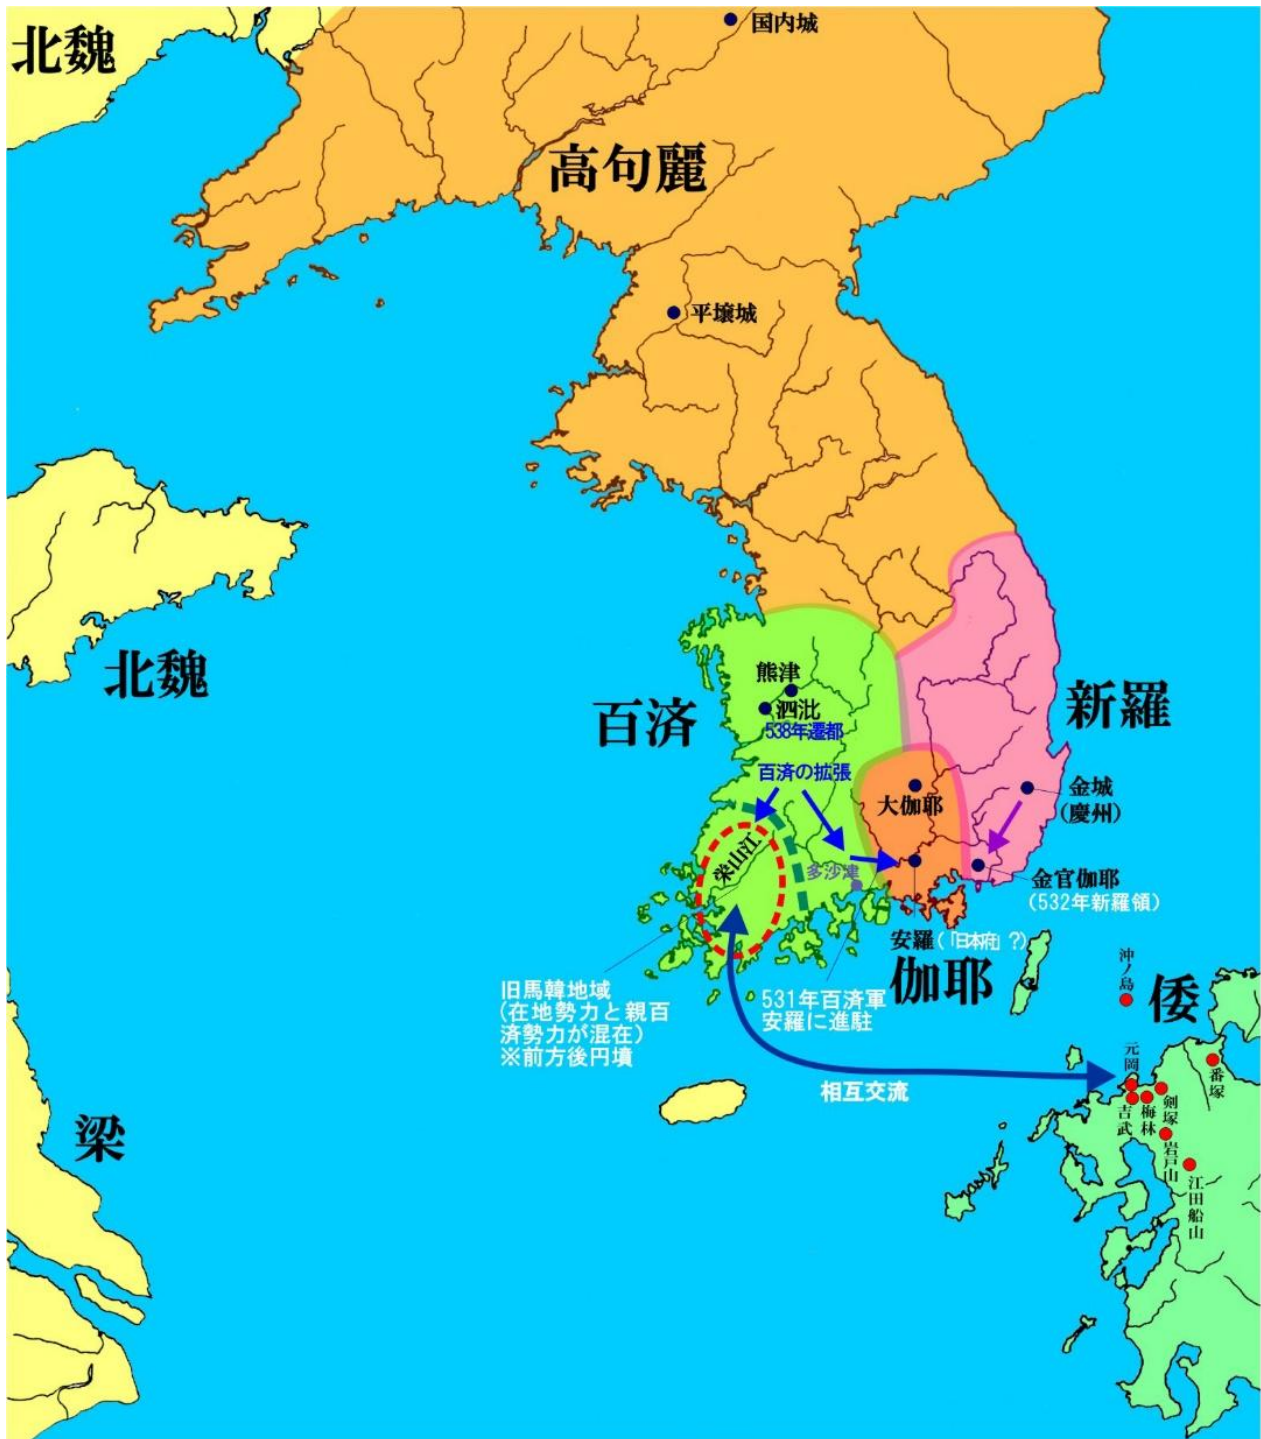 北魏
国内城
高句麗
平壌城
北魏
百済
熊津
泗沘
538年遷都
百済の拡張
新羅
大伽耶
金城
(慶州)
栄山江
多沙津
金官伽耶
(532年新羅領)
安羅(「日本府」?)
伽耶
旧馬韓地域
(在地勢力と親百
済勢力が混在)
※前方後円墳
531年百済軍
安羅に進駐
相互交流
沖ノ島
倭
元岡
番塚
吉武
梅林
剣塚
岩戸山
江田船山
梁